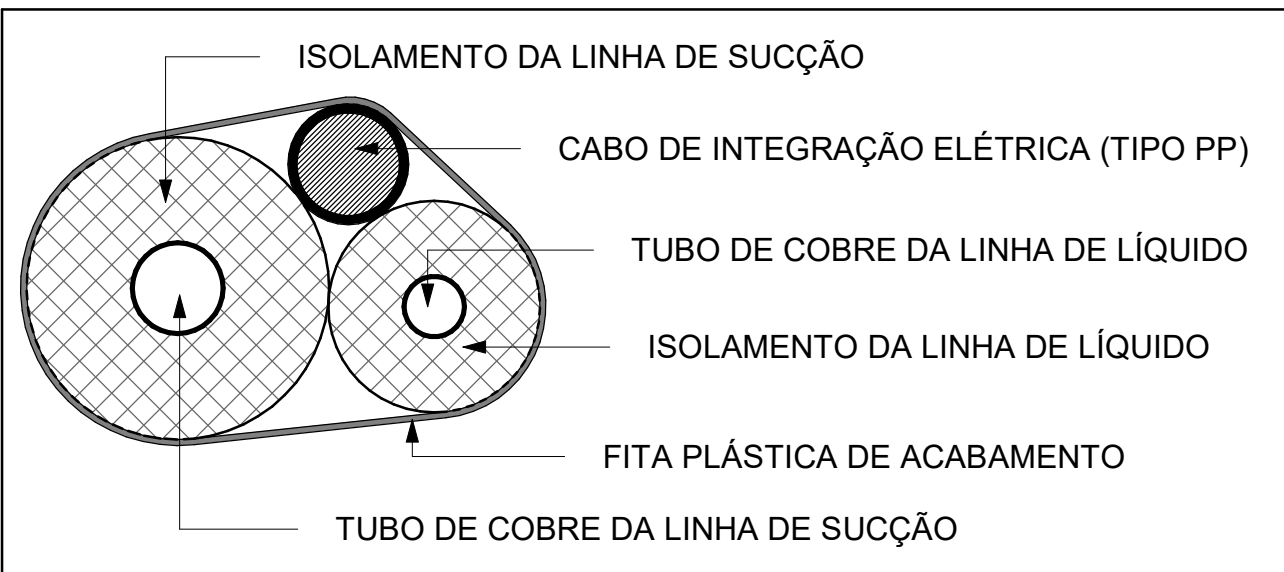 ISOLAMENTO DA LINHA DE SUCÇÃO
CABO DE INTEGRAÇÃO ELÉTRICA (TIPO PP)
TUBO DE COBRE DA LINHA DE LÍQUIDO
ISOLAMENTO DA LINHA DE LÍQUIDO
FITA PLÁSTICA DE ACABAMENTO
TUBO DE COBRE DA LINHA DE SUCÇÃO